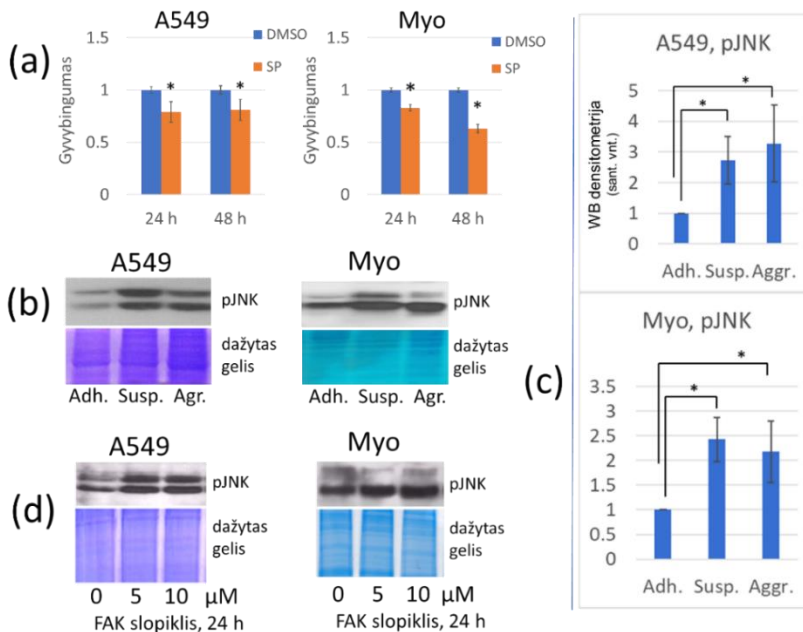 (a)
A549
Gyvybingumas
1.5
1
0.5
0
DMSO
SP
*
*
24 h
48 h
Myo
Gyvybingumas
1.5
1
0.5
0
DMSO
SP
*
*
24 h
48 h
(b)
A549
pJNK
dažytas
gelis
Adh. Susp. Agr.
Myo
pJNK
dažytas
gelis
Adh. Susp. Agr.
(c)
A549, pJNK
WB densitometrija
(sant. vnt.)
5
4
3
2
1
0
*
*
Adh. Susp. Aggr.
Myo, pJNK
3.5
3
2.5
2
1.5
1
0.5
0
*
*
Adh. Susp. Aggr.
(d)
A549
pJNK
dažytas
gelis
0 5 10 µM
FAK slopiklis, 24 h
Myo
pJNK
dažytas
gelis
0 5 10 µM
FAK slopiklis, 24 h